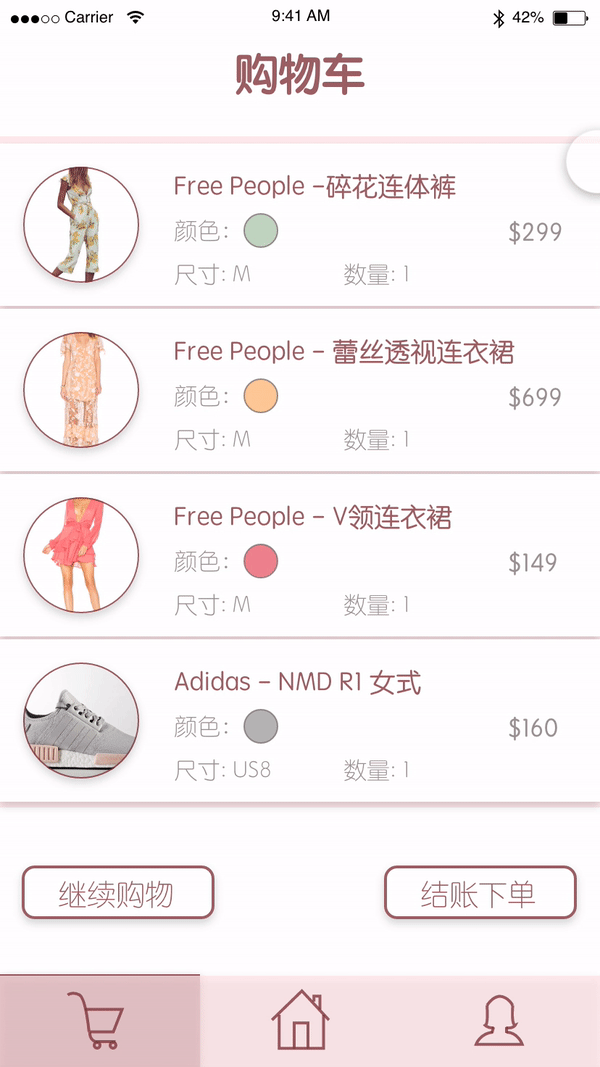 Carrier 9:41 AM 42%
购物车
Free People -碎花连体裤
颜色：
$299
尺寸: M 数量: 1
Free People - 蕾丝透视连衣裙
颜色：
$699
尺寸: M 数量: 1
Free People - V领连衣裙
颜色：
$149
尺寸: M 数量: 1
Adidas - NMD R1 女式
颜色：
$160
尺寸: US8 数量: 1
继续购物 结账下单